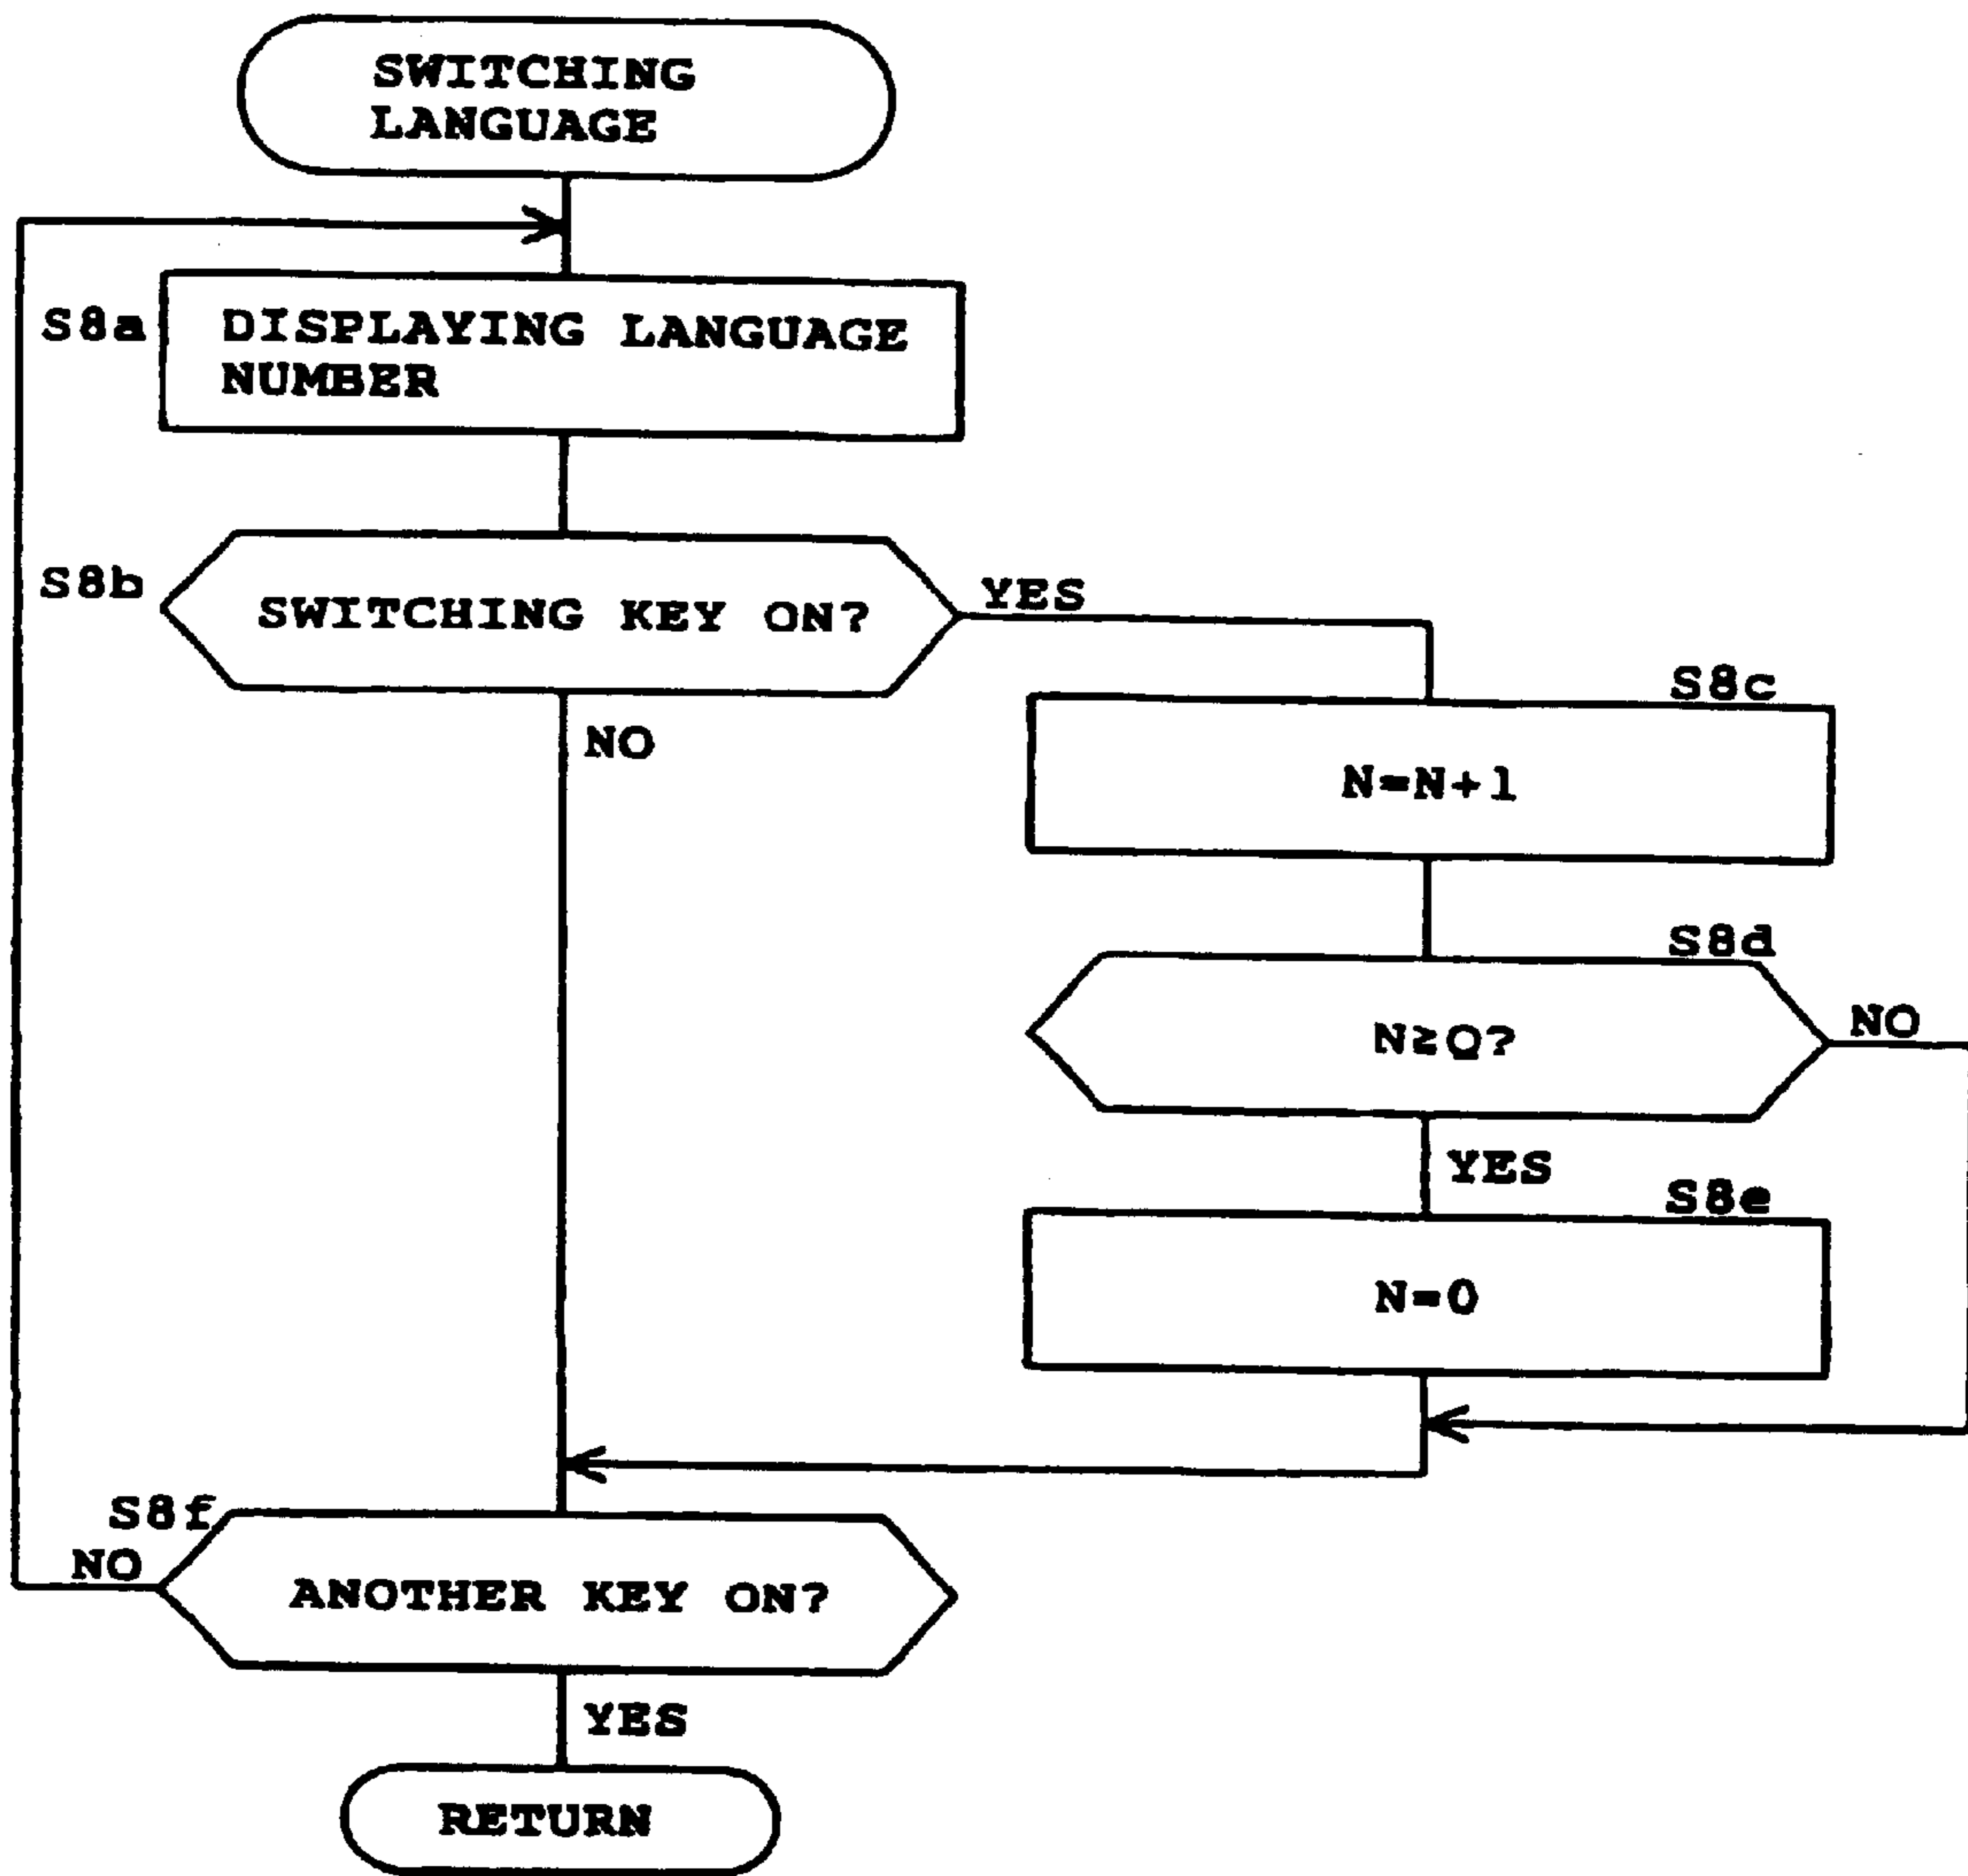 SWITCHING
LANGUAGE
S8a
DISPLAYING LANGUAGE
NUMBER
S8b
SWITCHING KEY ON?
YES
NO
S8c
N=N+1
S8d
N≥Q?
NO
YES
S8e
N=0
S8f
NO
ANOTHER KEY ON?
YES
RETURN